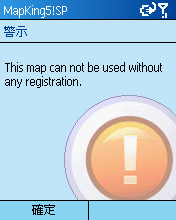 MapKing5!SP
警示
This map can not be used without
any registration.
確定